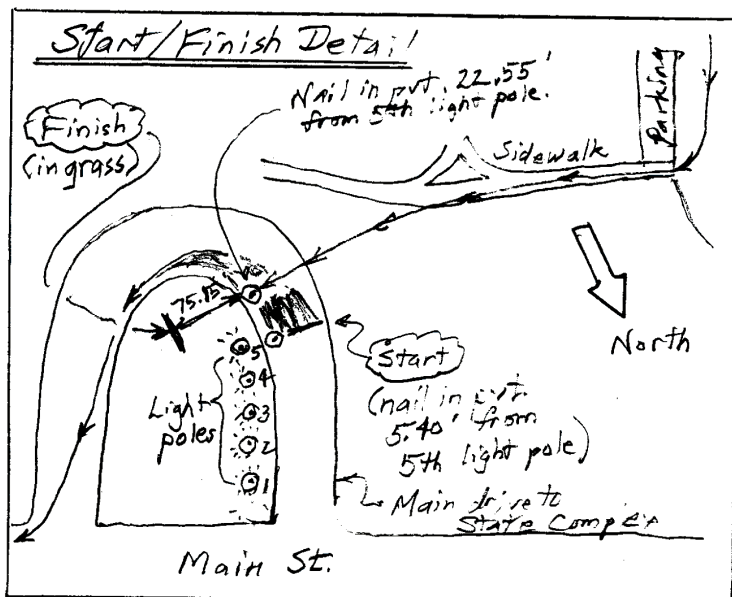 Start/Finish Detail
Nail in pvt. 22.55'
from 5th light pole.
Finish
(in grass)
Parking
Sidewalk
75.85'
North
Start
(nail in pvt.
5.40' from
5th light pole)
5
4
3
2
1
Light
poles
Main drive to
State Complex
Main St.